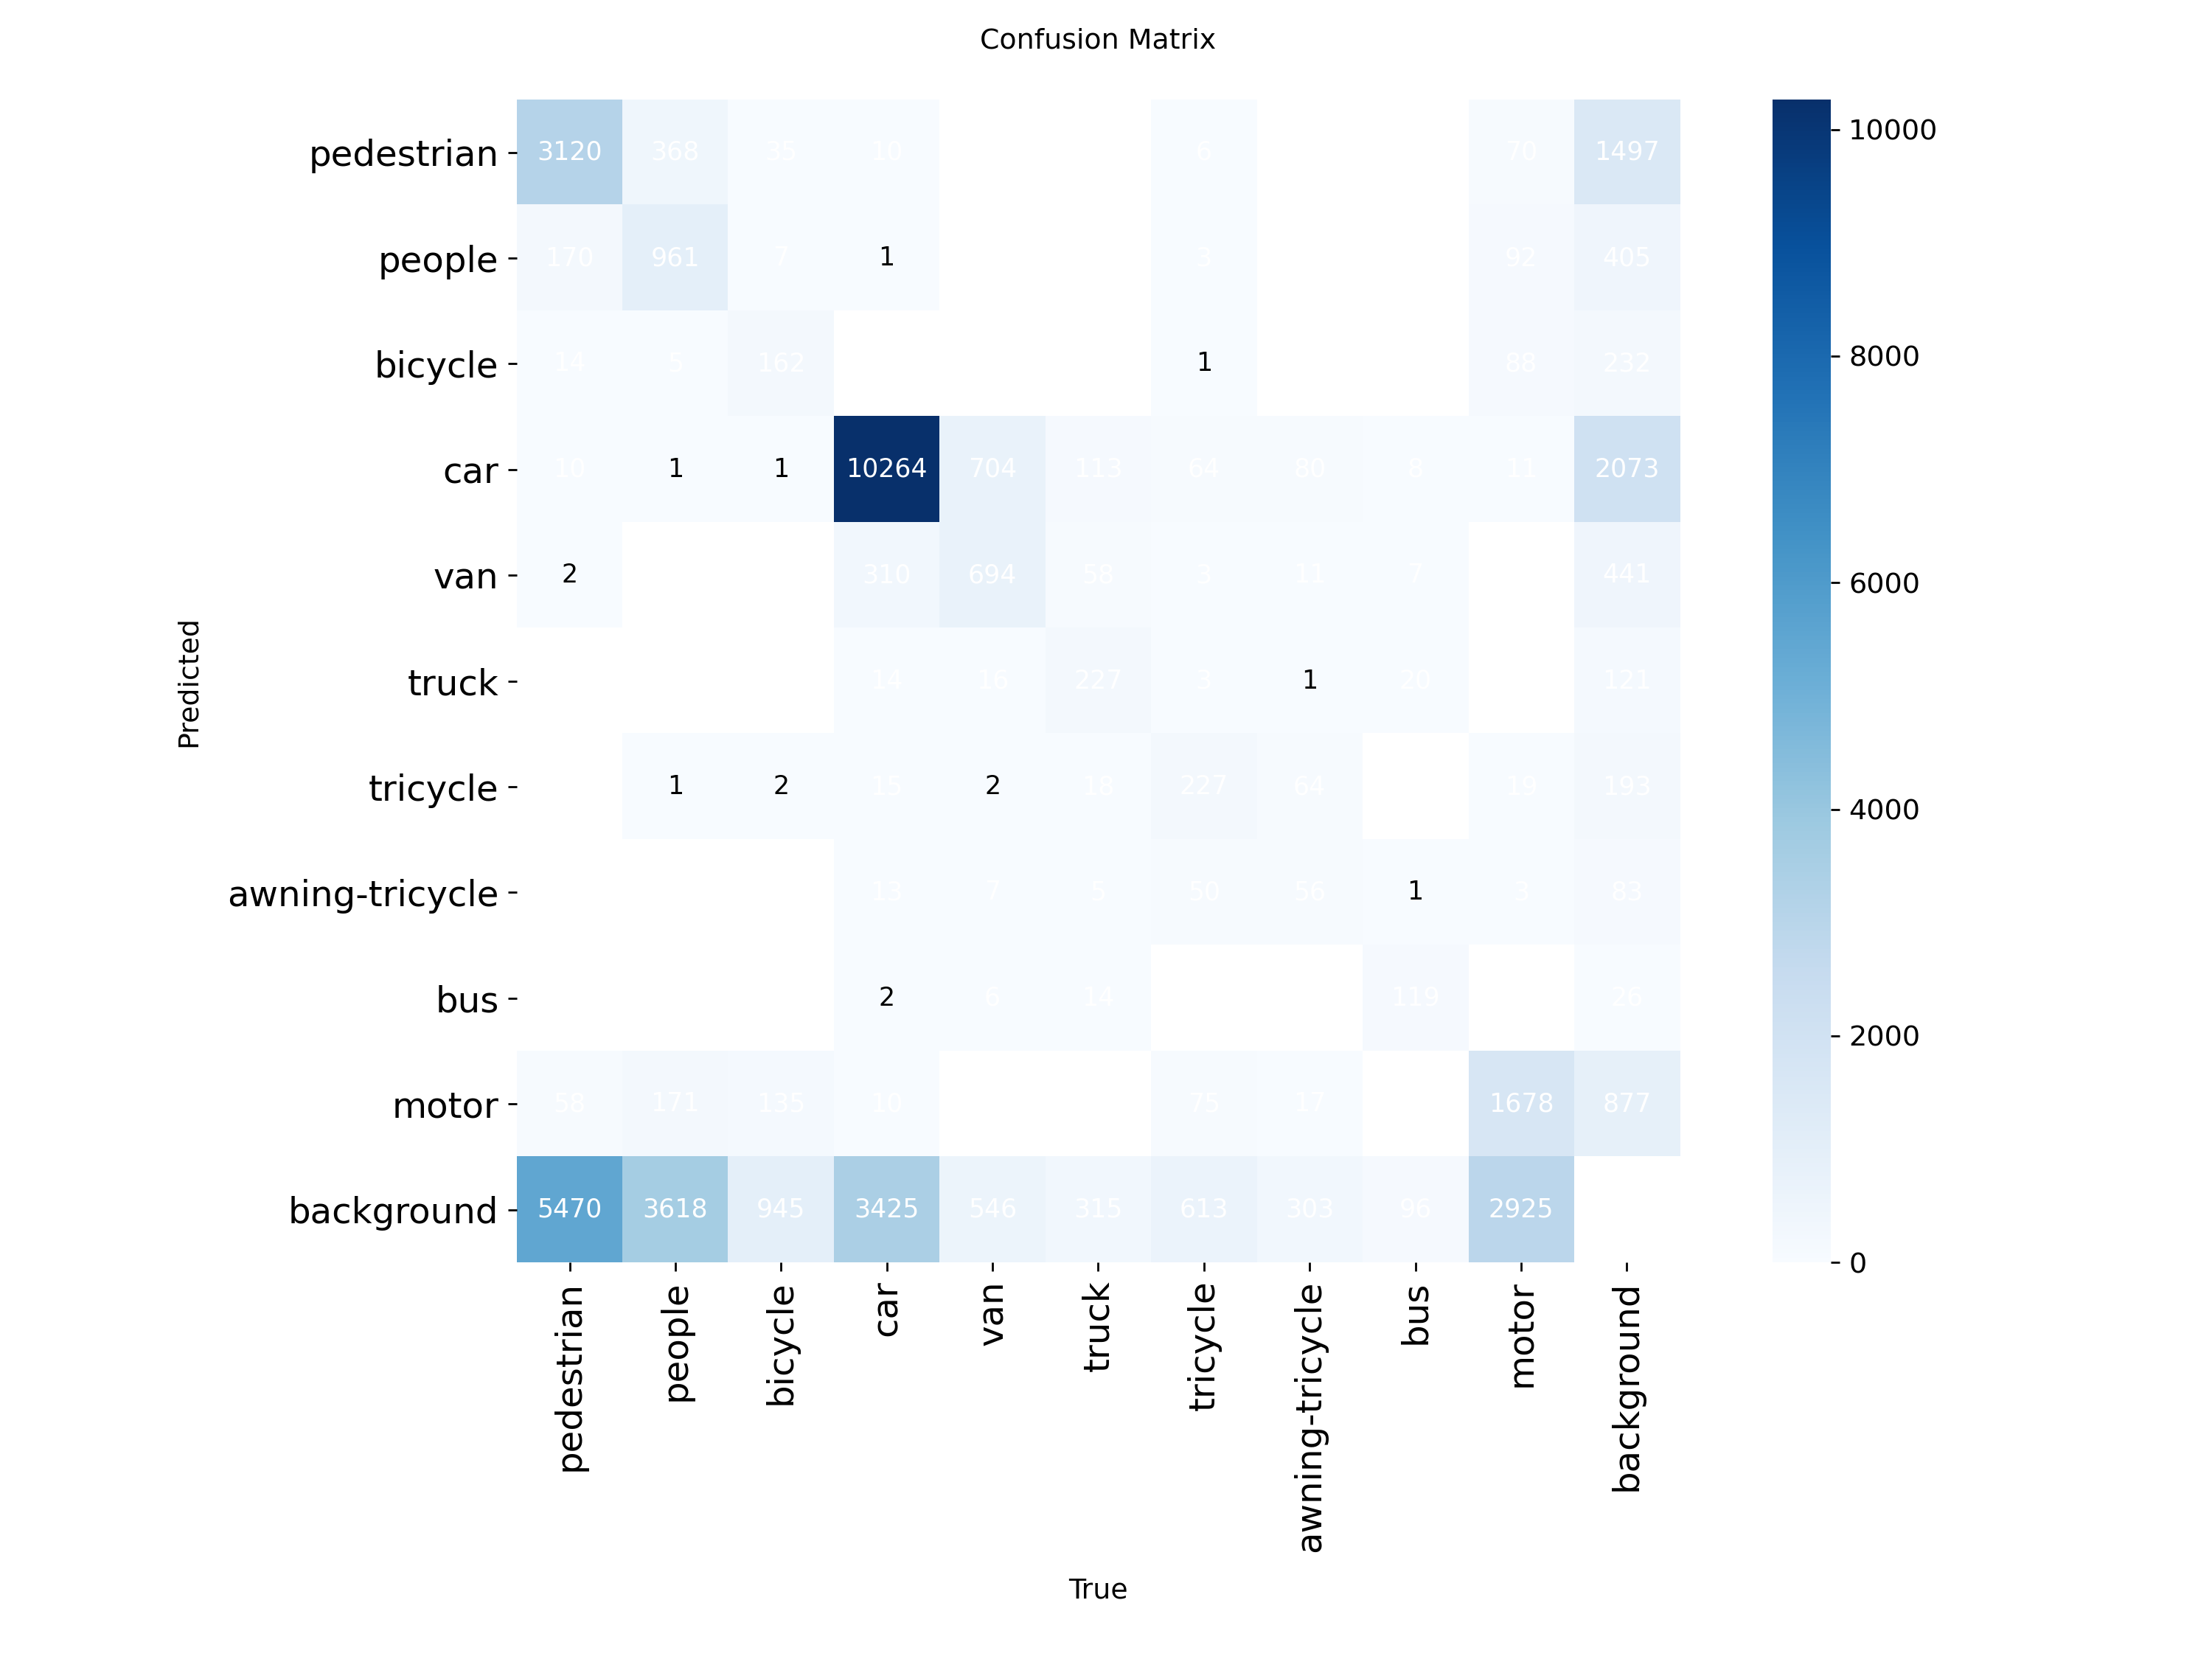 Confusion Matrix
pedestrian 3120 368 35 10 6 70 1497
people 170 961 7 1 3 92 405
bicycle 14 5 162 1 88 232
car 10 1 1 10264 704 113 64 80 8 11 2073
van 2 310 694 58 3 11 7 441
truck 14 16 227 3 1 20 121
tricycle 1 2 15 2 18 227 64 19 193
awning-tricycle 13 7 5 50 56 1 3 83
bus 2 6 14 119 26
motor 58 171 135 10 75 17 1678 877
background 5470 3618 945 3425 546 315 613 303 96 2925
pedestrian people bicycle car van truck tricycle awning-tricycle bus motor background
True
Predicted
10000
8000
6000
4000
2000
0